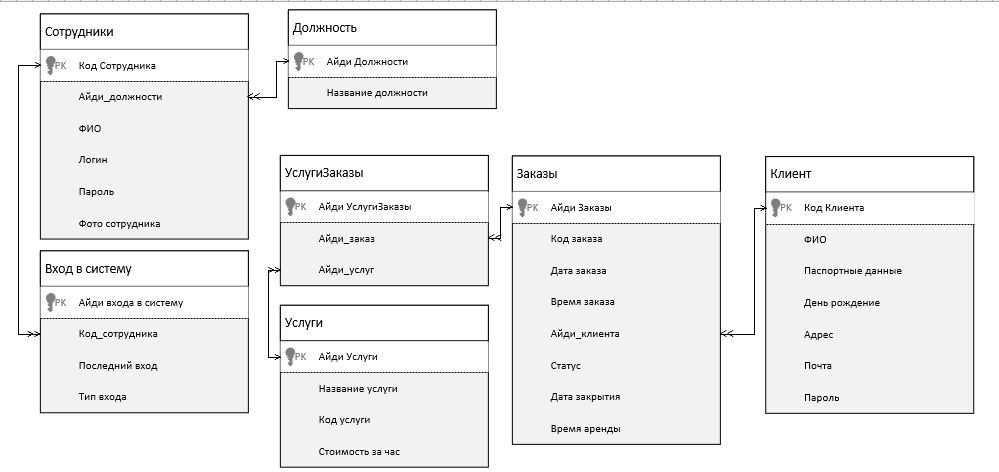 Сотрудники
PK Код Сотрудника
Айди_должности
ФИО
Логин
Пароль
Фото сотрудника
Должность
PK Айди Должности
Название должности
Вход в систему
PK Айди входа в систему
Код_сотрудника
Последний вход
Тип входа
УслугиЗаказы
PK Айди УслугиЗаказы
Айди_заказ
Айди_услуг
Услуги
PK Айди Услуги
Название услуги
Код услуги
Стоимость за час
Заказы
PK Айди Заказы
Код заказа
Дата заказа
Время заказа
Айди_клиента
Статус
Дата закрытия
Время аренды
Клиент
PK Код Клиента
ФИО
Паспортные данные
День рождение
Адрес
Почта
Пароль